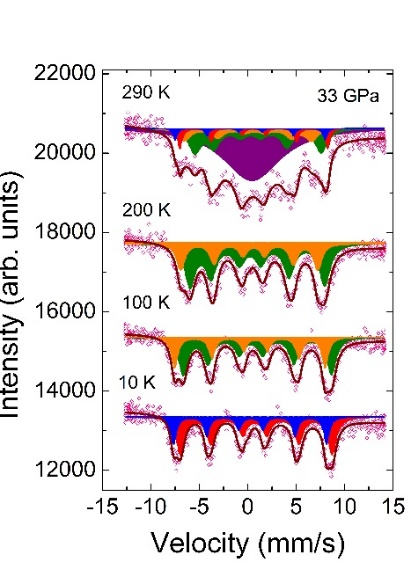 22000
290 K
33 GPa
20000
200 K
18000
16000
100 K
14000
10 K
12000
-15 -10 -5 0 5 10 15
Velocity (mm/s)
Intensity (arb. units)